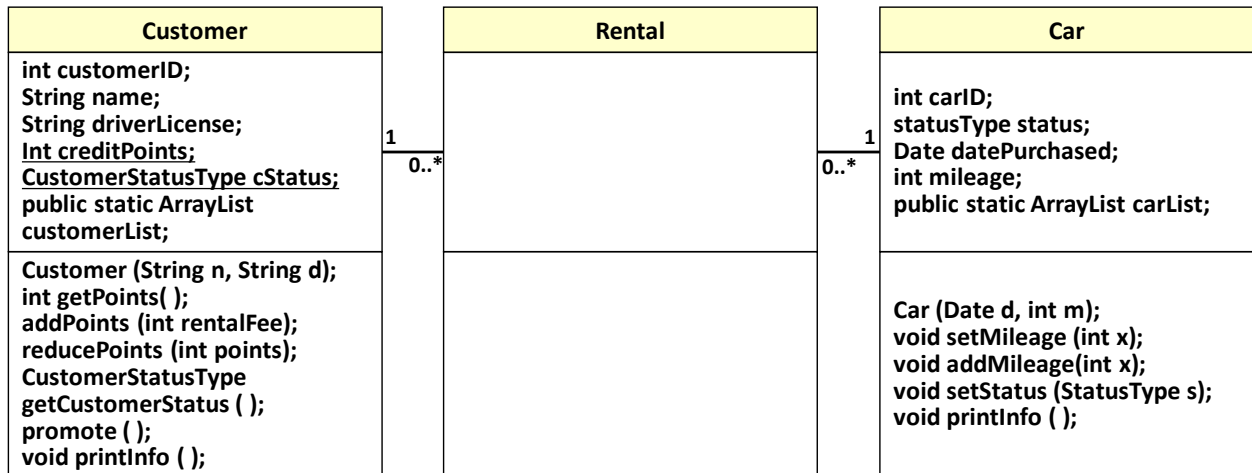 Customer
int customerID;
String name;
String driverLicense;
Int creditPoints;
CustomerStatusType cStatus;
public static ArrayList
customerList;
Customer (String n, String d);
int getPoints( );
addPoints (int rentalFee);
reducePoints (int points);
CustomerStatusType
getCustomerStatus ( );
promote ( );
void printInfo ( );
1
0..*
Rental
1
0..*
Car
int carID;
statusType status;
Date datePurchased;
int mileage;
public static ArrayList carList;
Car (Date d, int m);
void setMileage (int x);
void addMileage(int x);
void setStatus (StatusType s);
void printInfo ( );